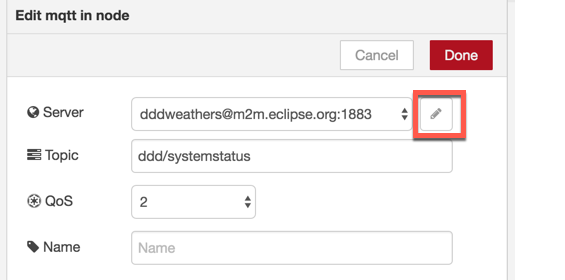 Edit mqtt in node
Cancel Done
Server dddweathers@m2m.eclipse.org:1883
Topic ddd/systemstatus
QoS 2
Name Name